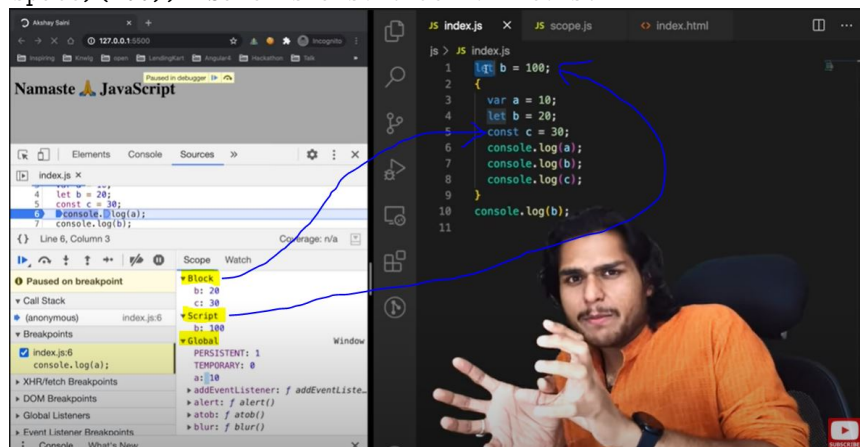 Akshay Saini
127.0.0.1:5500
Incognito
Inspiring Knwlg open LandingKart Angular4 Hackathon Talk
Paused in debugger
Namaste 🙏 JavaScript
Elements Console Sources »
index.js ×
4 let b = 20;
5 const c = 30;
6 console.log(a);
7 console.log(b);
{} Line 6, Column 3 Coverage: n/a
Scope Watch
Paused on breakpoint
Call Stack
(anonymous) index.js:6
Breakpoints
index.js:6
console.log(a);
XHR/fetch Breakpoints
DOM Breakpoints
Global Listeners
Event Listener Breakpoints
Block
b: 20
c: 30
Script
b: 100
Global Window
PERSISTENT: 1
TEMPORARY: 0
a: 10
addEventListener: ƒ addEventListe…
alert: ƒ alert()
atob: ƒ atob()
blur: ƒ blur()
Console What's New
JS index.js × JS scope.js <> index.html
js > JS index.js
1 let b = 100;
2 {
3 var a = 10;
4 let b = 20;
5 const c = 30;
6 console.log(a);
7 console.log(b);
8 console.log(c);
9 }
10 console.log(b);
11
SUBSCRIBE